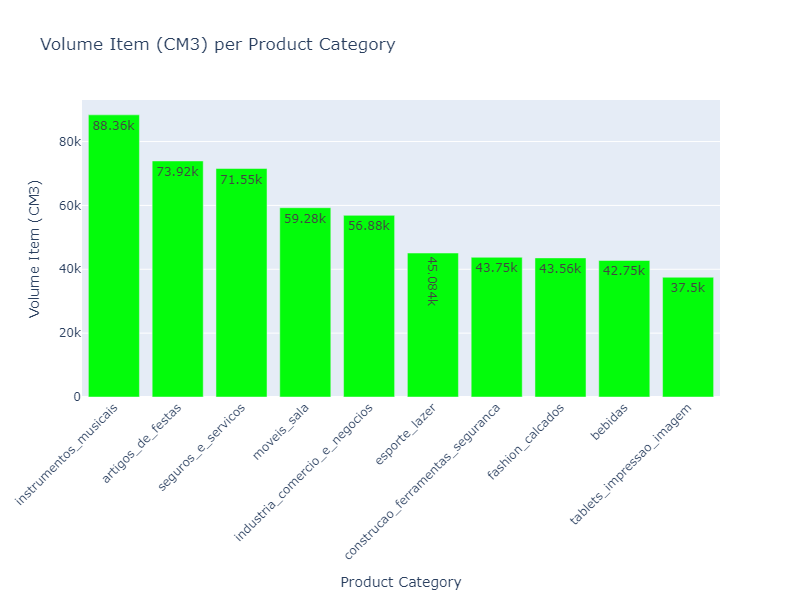 Volume Item (CM3) per Product Category
Volume Item (CM3)
80k
60k
40k
20k
0
88.36k
73.92k
71.55k
59.28k
56.88k
45.084k
43.75k
43.56k
42.75k
37.5k
instrumentos_musicais
artigos_de_festas
seguros_e_servicos
moveis_sala
industria_comercio_e_negocios
esporte_lazer
construcao_ferramentas_seguranca
fashion_calcados
bebidas
tablets_impressao_imagem
Product Category